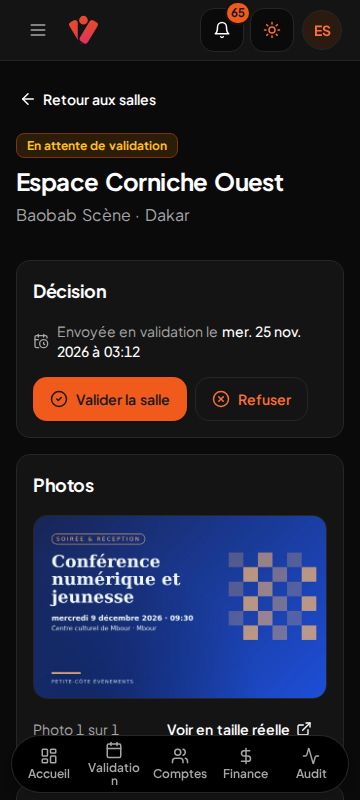 65
ES
Retour aux salles
En attente de validation
Espace Corniche Ouest
Baobab Scène · Dakar
Décision
Envoyée en validation le mer. 25 nov.
2026 à 03:12
Valider la salle
Refuser
Photos
SOIRÉE & RÉCEPTION
Conférence
numérique et
jeunesse
mercredi 9 décembre 2026 · 09:30
Centre culturel de Mbour · Mbour
PETITE-CÔTE ÉVÉNEMENTS
Photo 1 sur 1
Voir en taille réelle
Accueil
Validatio
n
Comptes
Finance
Audit